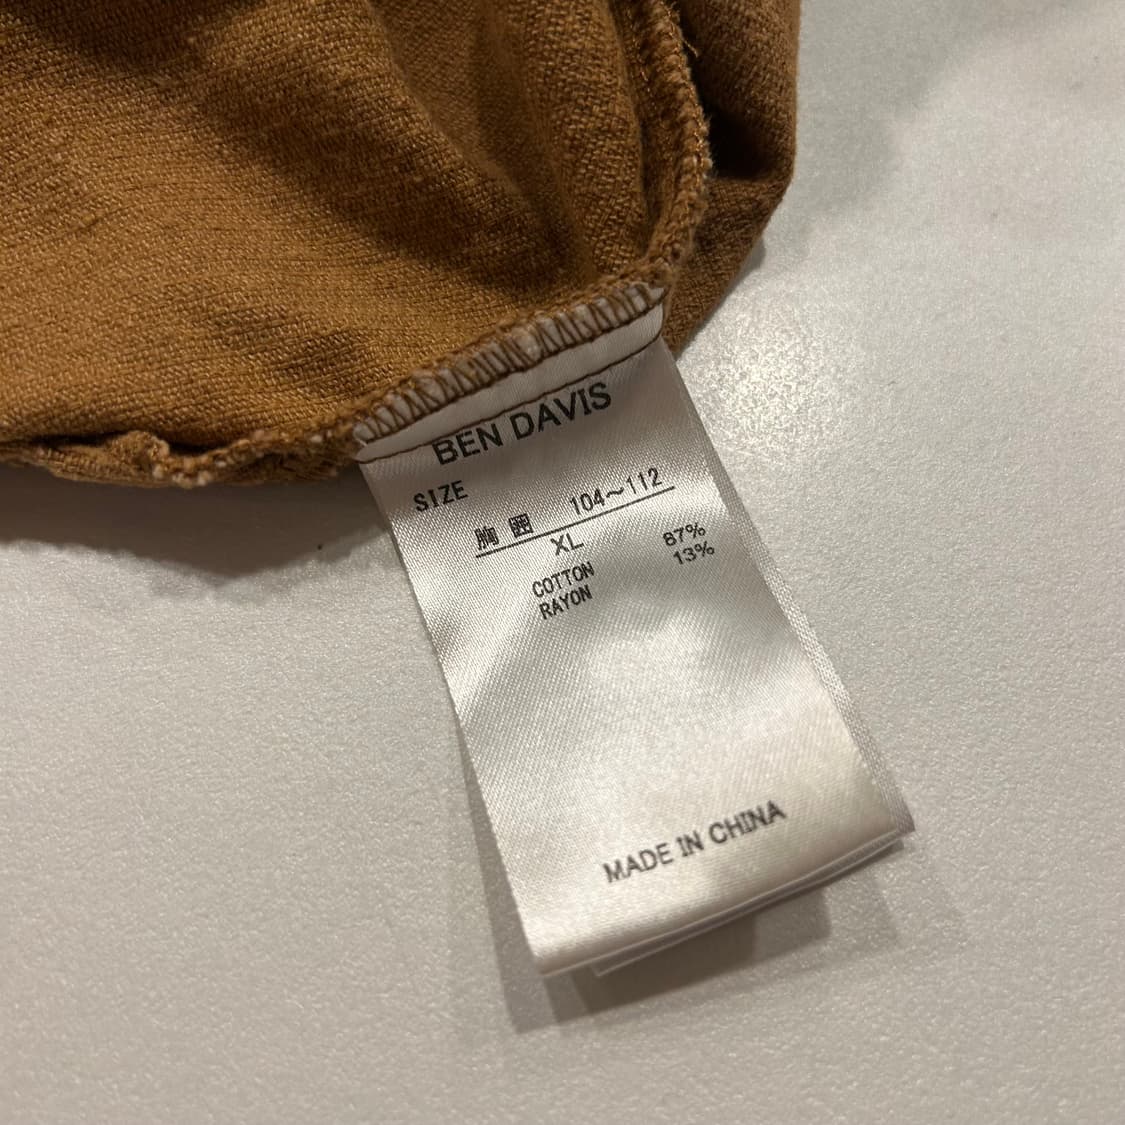 BEN DAVIS
SIZE
胸 囲 104〜112
XL
COTTON 87%
RAYON 13%
MADE IN CHINA